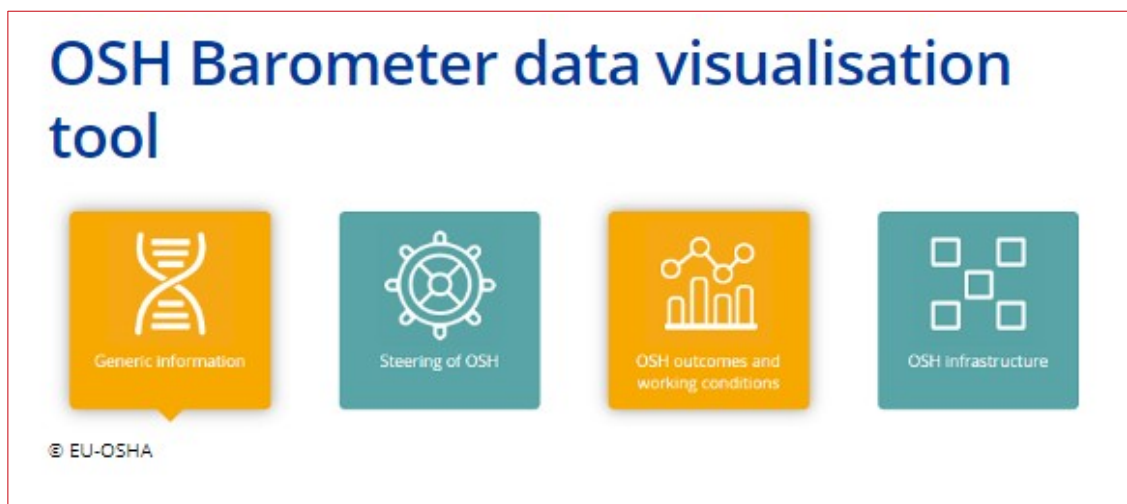 OSH Barometer data visualisation
tool
Generic information
Steering of OSH
OSH outcomes and
working conditions
OSH infrastructure
© EU-OSHA